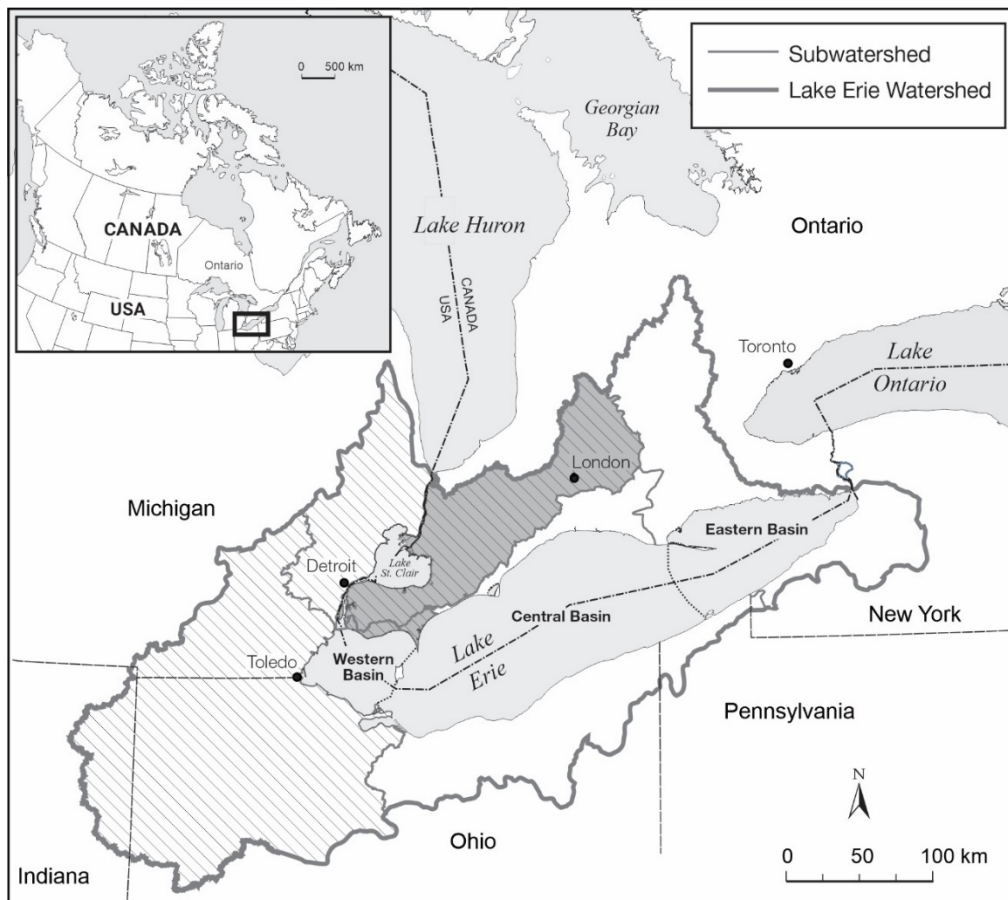 0 500 km
CANADA
Ontario
USA
Subwatershed
Lake Erie Watershed
Georgian
Bay
Lake Huron
CANADA
USA
Ontario
Toronto
Lake
Ontario
London
Michigan
Lake
St. Clair
Detroit
Eastern Basin
Central Basin
New York
Lake
Erie
Western
Basin
Toledo
Pennsylvania
N
Ohio
Indiana
0 50 100 km